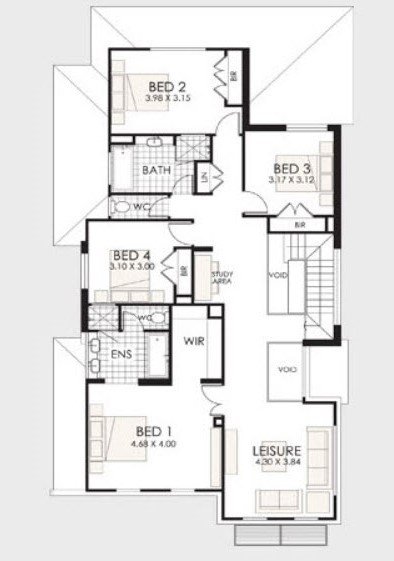 BED 2
3.98 X 3.15
BIR
BATH
LIN
BED 3
3.17 X 3.12
WC
BIR
BED 4
3.10 X 3.00
BIR
STUDY
AREA
VOID
WC
ENS
WIR
VOID
BED 1
4.68 X 4.00
LEISURE
4.30 X 3.84